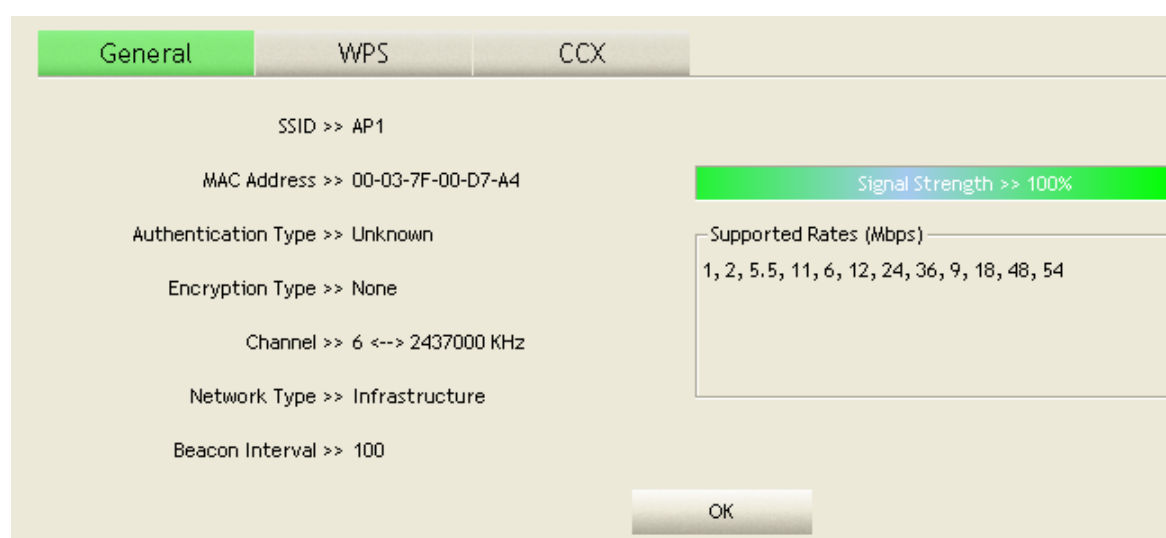 General WPS CCX
SSID >> AP1
MAC Address >> 00-03-7F-00-D7-A4
Signal Strength >> 100%
Authentication Type >> Unknown
Supported Rates (Mbps)
1, 2, 5.5, 11, 6, 12, 24, 36, 9, 18, 48, 54
Encryption Type >> None
Channel >> 6 <--> 2437000 KHz
Network Type >> Infrastructure
Beacon Interval >> 100
OK